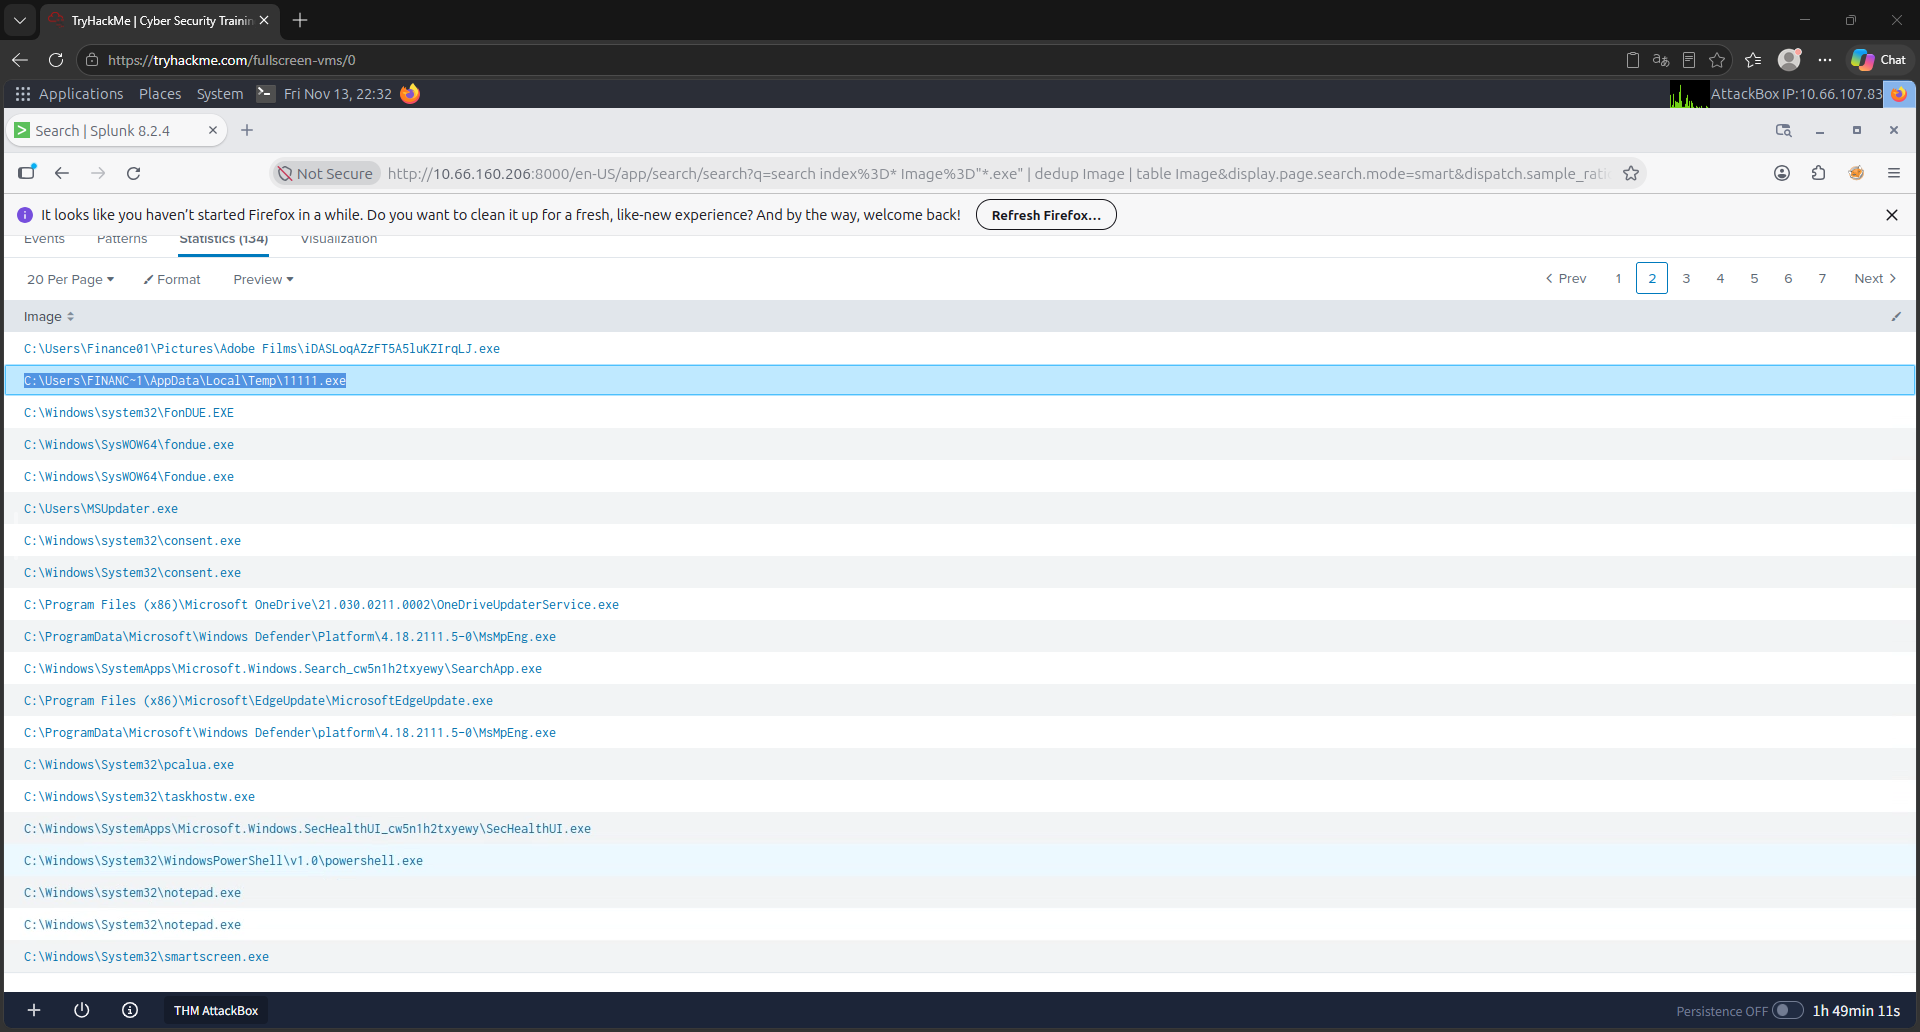 TryHackMe | Cyber Security Trainin
https://tryhackme.com/fullscreen-vms/0
Chat
Applications Places System Fri Nov 13, 22:32 AttackBox IP:10.66.107.83
Search | Splunk 8.2.4
Not Secure http://10.66.160.206:8000/en-US/app/search/search?q=search index%3D* Image%3D"*.exe" | dedup Image | table Image&display.page.search.mode=smart&dispatch.sample_rati
It looks like you haven’t started Firefox in a while. Do you want to clean it up for a fresh, like-new experience? And by the way, welcome back! Refresh Firefox...
Events Patterns Statistics (134) Visualization
20 Per Page Format Preview < Prev 1 2 3 4 5 6 7 Next >
Image
C:\Users\Finance01\Pictures\Adobe Films\iDASLoqAZzFT5A5luKZIrqLJ.exe
C:\Users\FINANC~1\AppData\Local\Temp\11111.exe
C:\Windows\system32\FonDUE.EXE
C:\Windows\SysWOW64\fondue.exe
C:\Windows\SysWOW64\Fondue.exe
C:\Users\MSUpdater.exe
C:\Windows\system32\consent.exe
C:\Windows\System32\consent.exe
C:\Program Files (x86)\Microsoft OneDrive\21.030.0211.0002\OneDriveUpdaterService.exe
C:\ProgramData\Microsoft\Windows Defender\Platform\4.18.2111.5-0\MsMpEng.exe
C:\Windows\SystemApps\Microsoft.Windows.Search_cw5n1h2txyewy\SearchApp.exe
C:\Program Files (x86)\Microsoft\EdgeUpdate\MicrosoftEdgeUpdate.exe
C:\ProgramData\Microsoft\Windows Defender\platform\4.18.2111.5-0\MsMpEng.exe
C:\Windows\System32\pcalua.exe
C:\Windows\System32\taskhostw.exe
C:\Windows\SystemApps\Microsoft.Windows.SecHealthUI_cw5n1h2txyewy\SecHealthUI.exe
C:\Windows\System32\WindowsPowerShell\v1.0\powershell.exe
C:\Windows\system32\notepad.exe
C:\Windows\System32\notepad.exe
C:\Windows\System32\smartscreen.exe
THM AttackBox Persistence OFF 1h 49min 11s